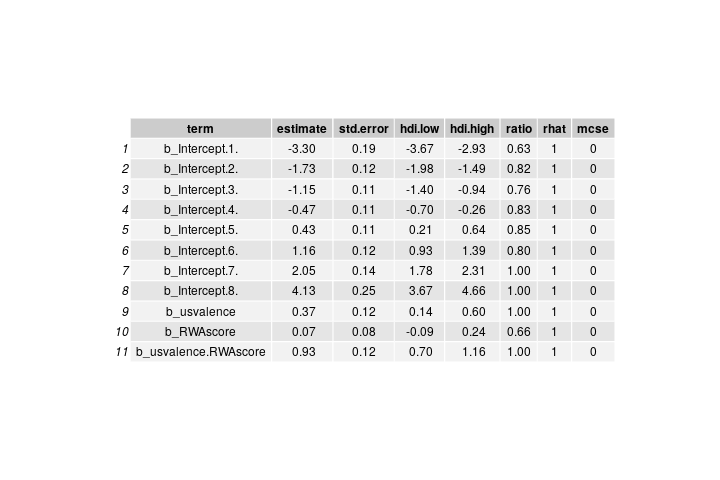 term estimate std.error hdi.low hdi.high ratio rhat mcse
1 b_Intercept.1. -3.30 0.19 -3.67 -2.93 0.63 1 0
2 b_Intercept.2. -1.73 0.12 -1.98 -1.49 0.82 1 0
3 b_Intercept.3. -1.15 0.11 -1.40 -0.94 0.76 1 0
4 b_Intercept.4. -0.47 0.11 -0.70 -0.26 0.83 1 0
5 b_Intercept.5. 0.43 0.11 0.21 0.64 0.85 1 0
6 b_Intercept.6. 1.16 0.12 0.93 1.39 0.80 1 0
7 b_Intercept.7. 2.05 0.14 1.78 2.31 1.00 1 0
8 b_Intercept.8. 4.13 0.25 3.67 4.66 1.00 1 0
9 b_usvalence 0.37 0.12 0.14 0.60 1.00 1 0
10 b_RWAscore 0.07 0.08 -0.09 0.24 0.66 1 0
11 b_usvalence.RWAscore 0.93 0.12 0.70 1.16 1.00 1 0